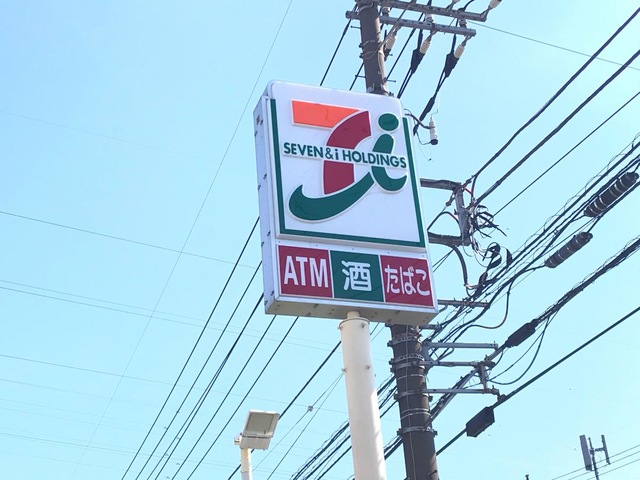 SEVEN&i HOLDINGS
ATM 酒 たばこ